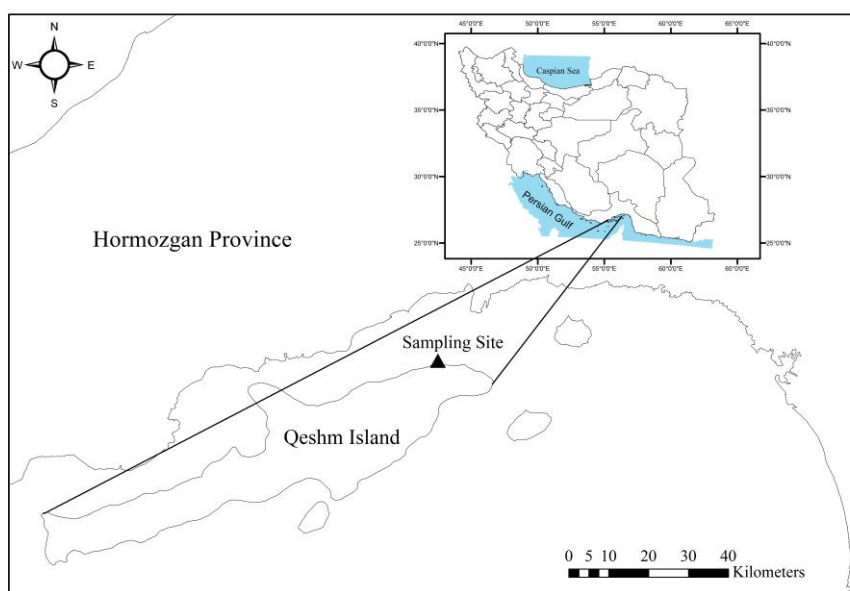 N
W E
S
45°0'0"E 50°0'0"E 55°0'0"E 60°0'0"E 65°0'0"E
40°0'0"N 40°0'0"N
Caspian Sea
35°0'0"N 35°0'0"N
30°0'0"N 30°0'0"N
Persian Gulf
25°0'0"N 25°0'0"N
45°0'0"E 50°0'0"E 55°0'0"E 60°0'0"E 65°0'0"E
Hormozgan Province
Sampling Site
Qeshm Island
0 5 10 20 30 40
Kilometers